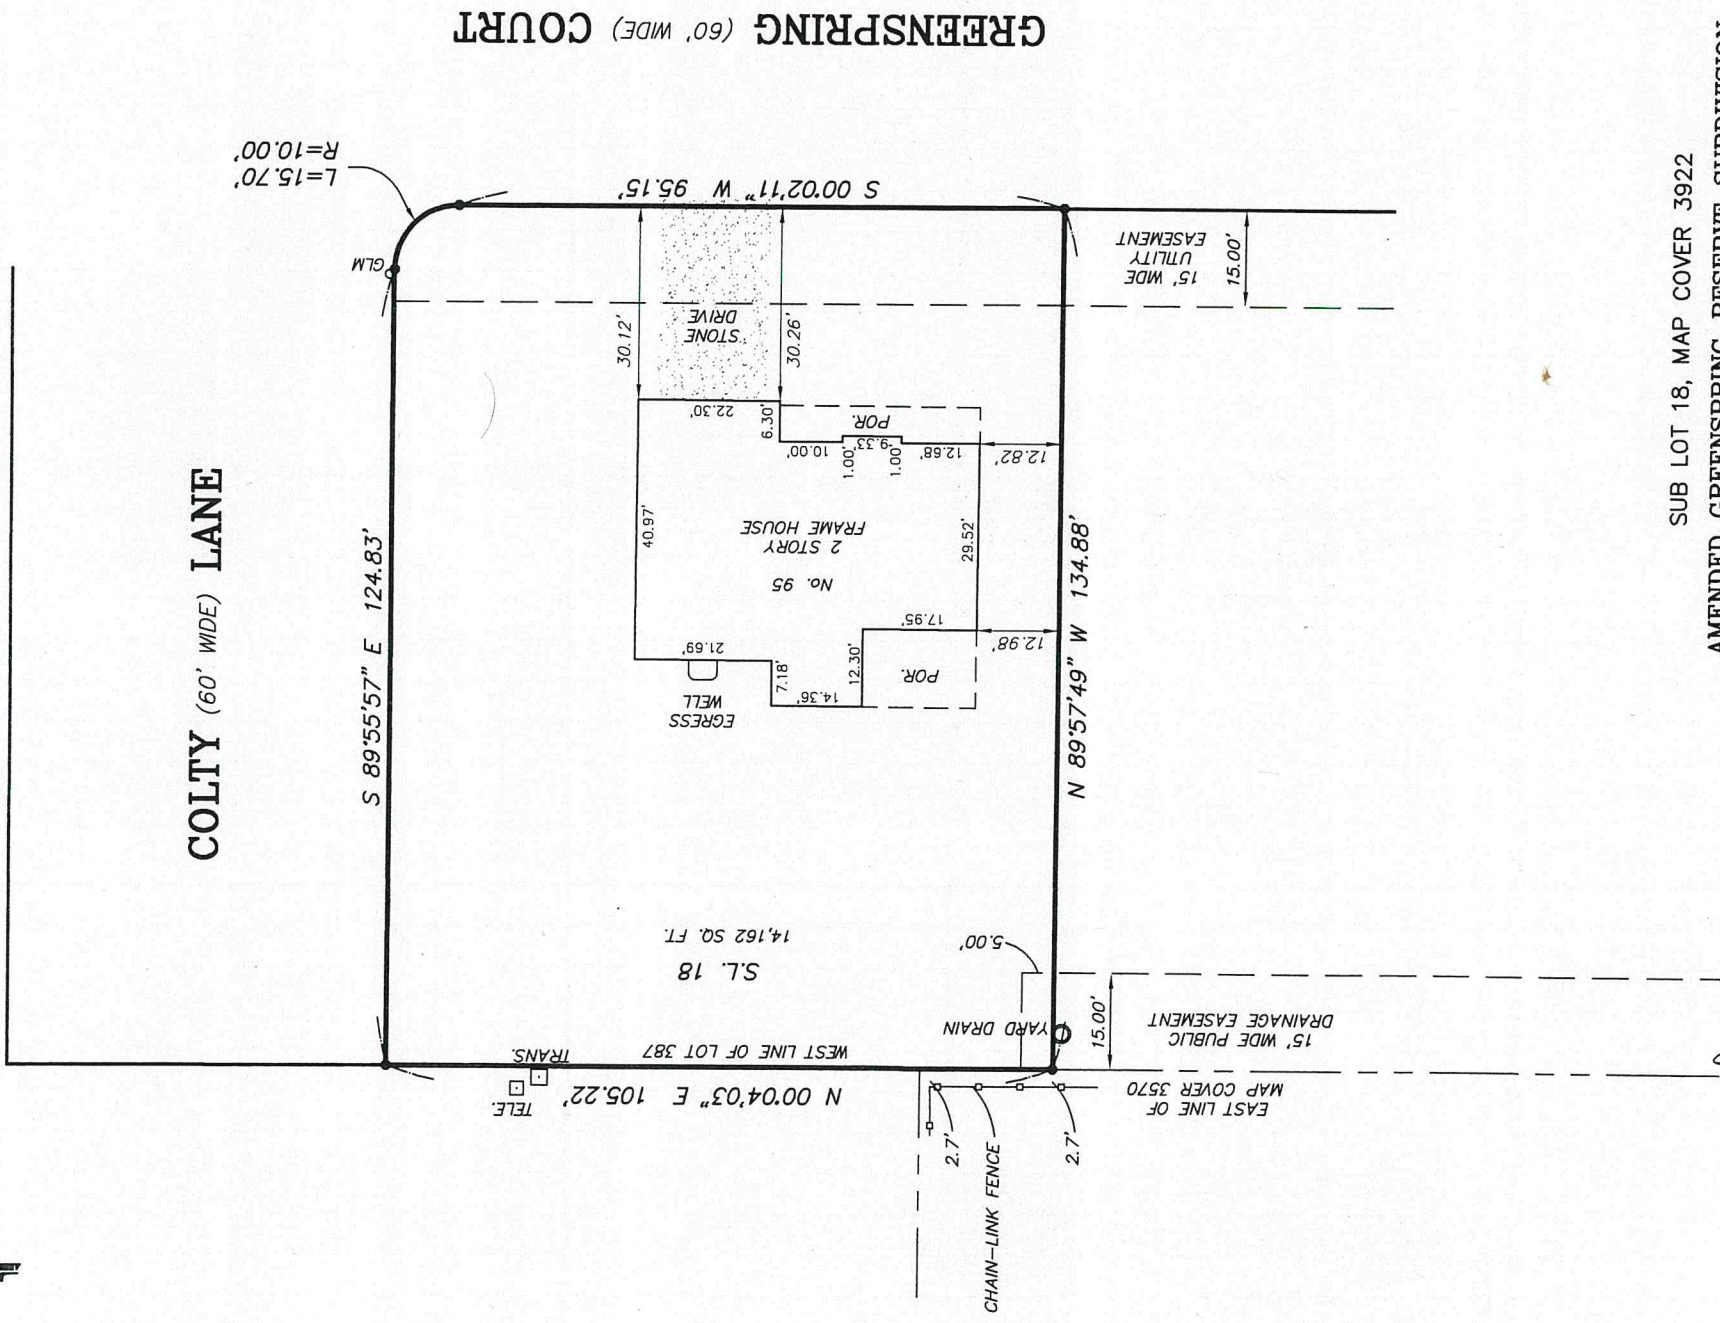 GREENSPRING (60' WIDE) COURT
L=15.70'
R=10.00'
S 00°02'11" W 95.15'
GLM
15' WIDE
UTILITY
EASEMENT
15.00'
STONE
DRIVE
30.12'
30.26'
22.30'
6.30'
POR.
10.00'
1.00'
9.33'
1.00'
12.68'
12.82'
40.97'
29.52'
2 STORY
FRAME HOUSE
No. 95
17.95'
12.98'
21.69'
7.18'
14.36'
12.30'
POR.
EGRESS
WELL
COLTY (60' WIDE) LANE
S 89°55'57" E 124.83'
N 89°57'49" W 134.88'
S.L. 18
14,162 SQ. FT.
5.00'
YARD DRAIN
15.00'
15' WIDE PUBLIC
DRAINAGE EASEMENT
WEST LINE OF LOT 387
TRANS.
TELE.
N 00°04'03" E 105.22'
EAST LINE OF
MAP COVER 3570
2.7'
CHAIN-LINK FENCE
2.7'
SUB LOT 18, MAP COVER 3922
AMENDED GREENSPRING RESERVE SUBDIVISION